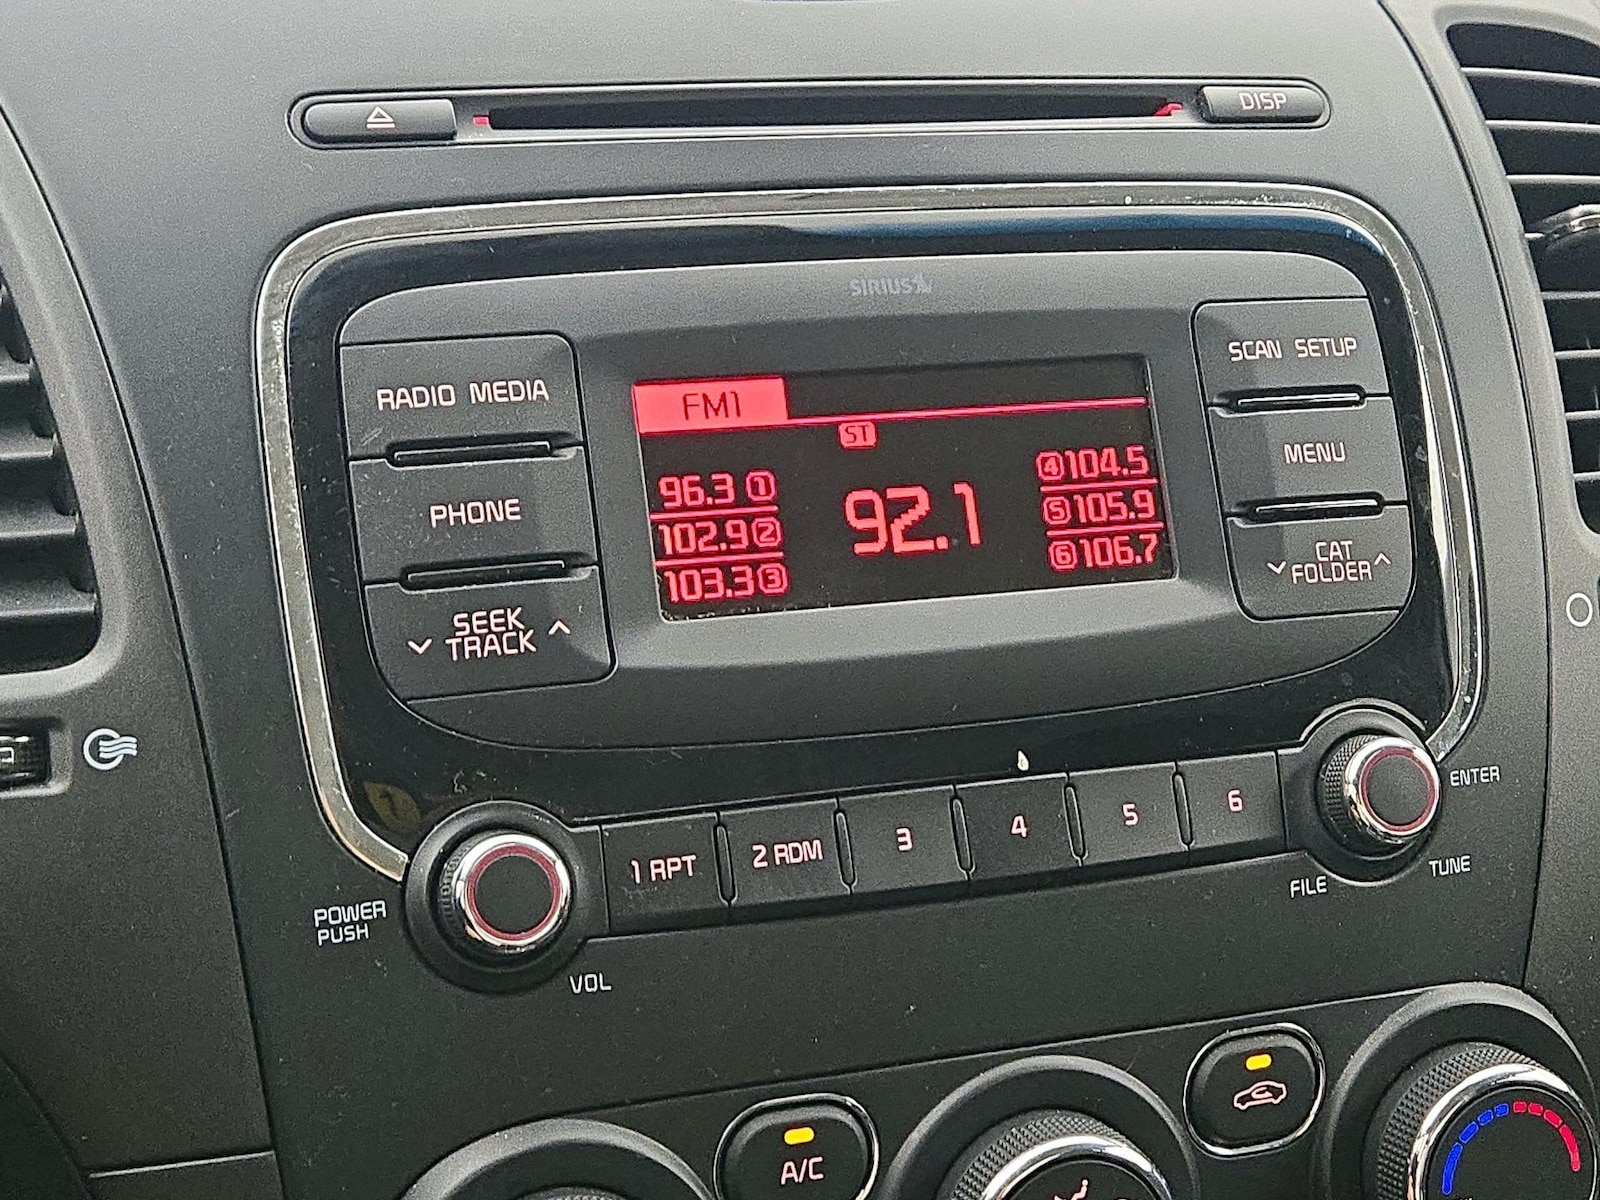 DISP
SIRIUS
RADIO MEDIA
PHONE
SEEK
TRACK
FM1
ST
96.3 1
102.9 2
103.3 3
92.1
4 104.5
5 105.9
6 106.7
SCAN SETUP
MENU
CAT
FOLDER
POWER
PUSH
VOL
1 RPT
2 RDM
3
4
5
6
ENTER
TUNE
FILE
A/C